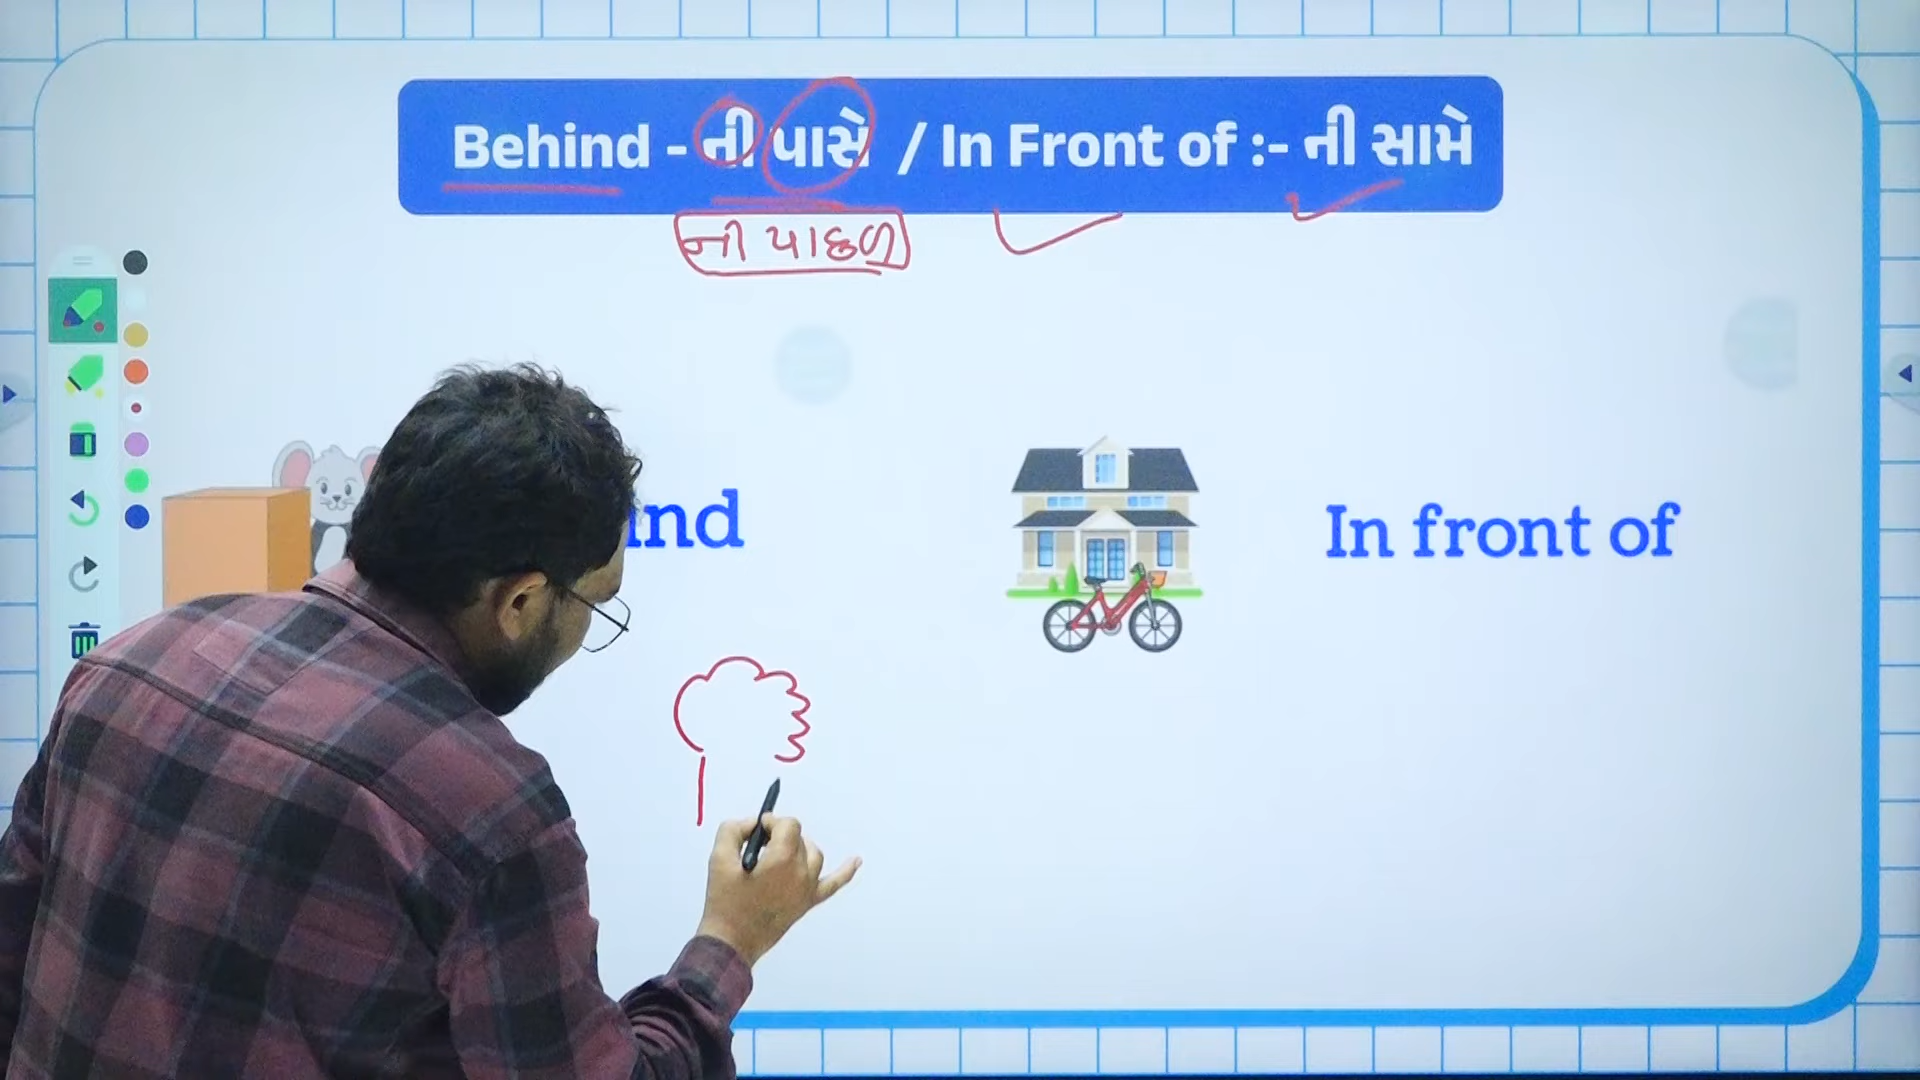 Behind - ની પાસે / In Front of :- ની સામે
ની પાછળ
ind
In front of